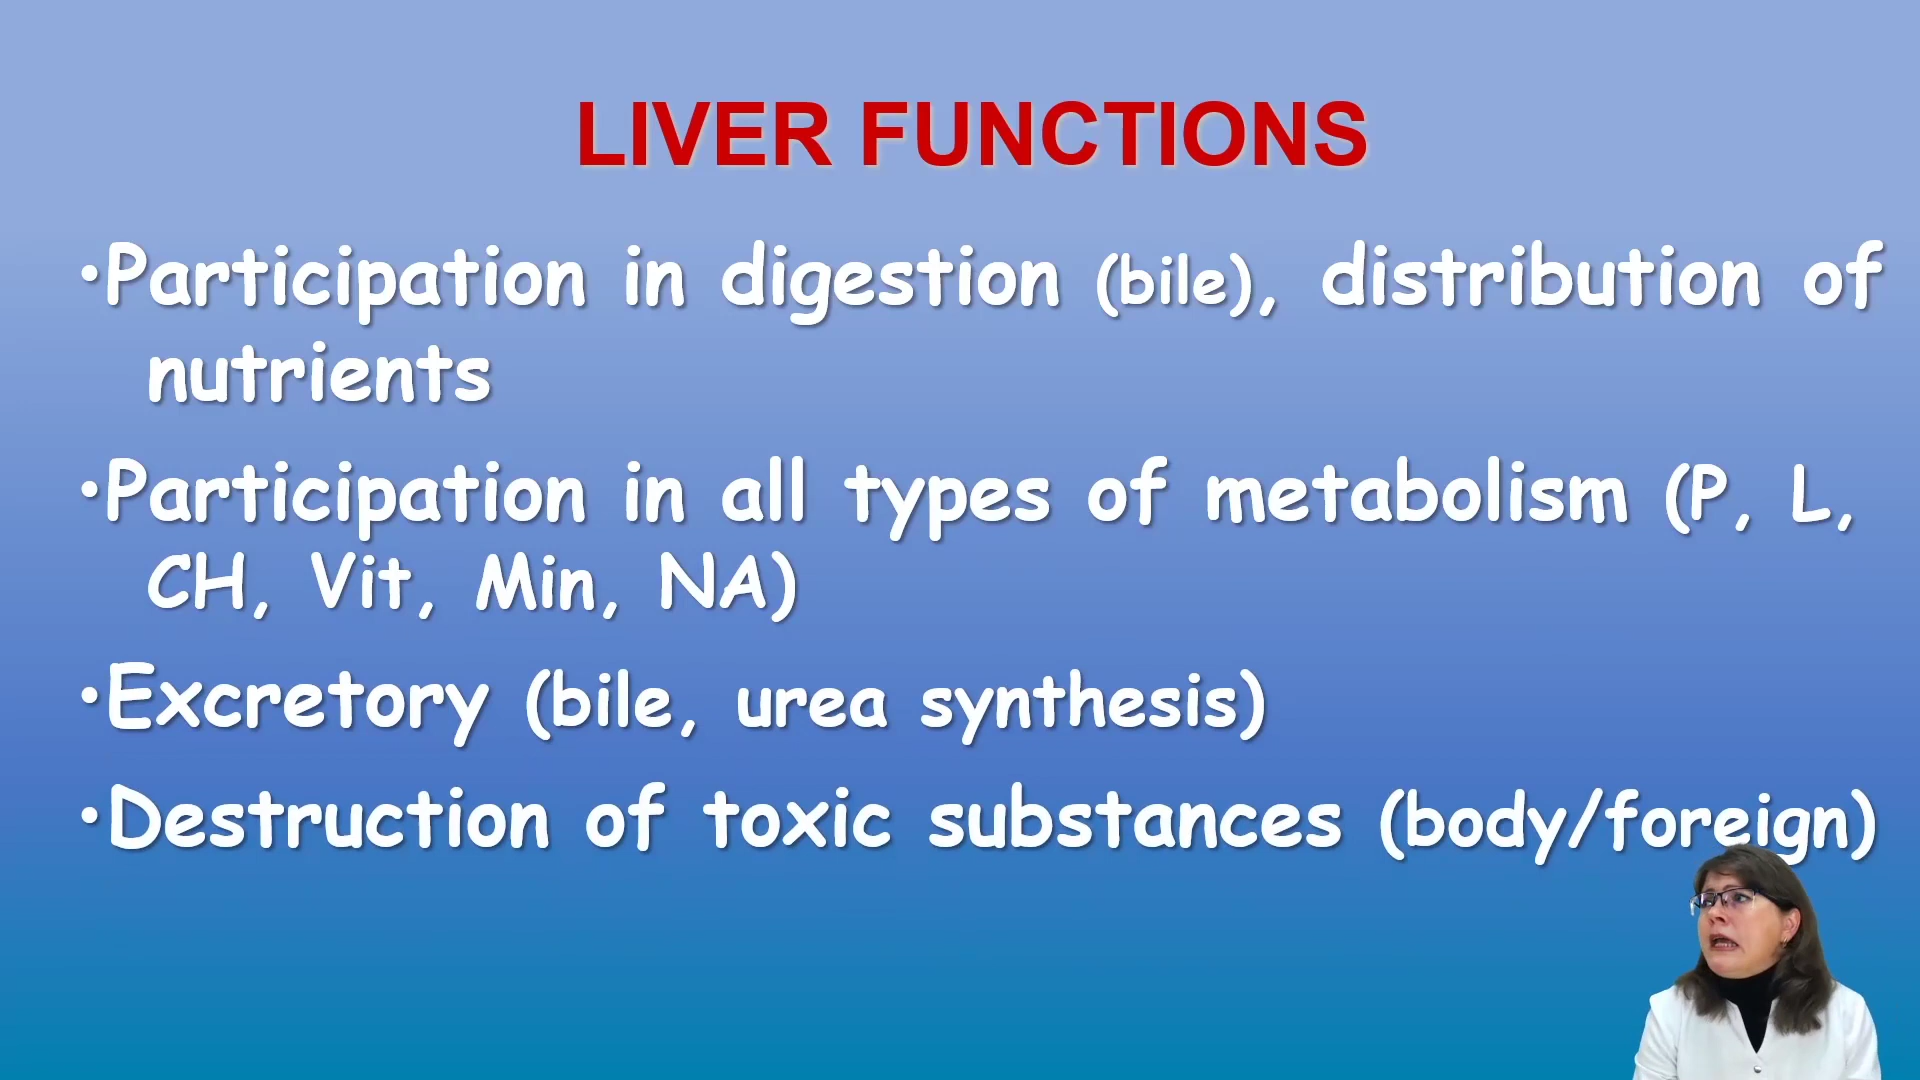 LIVER FUNCTIONS
•Participation in digestion (bile), distribution of
nutrients
•Participation in all types of metabolism (P, L,
CH, Vit, Min, NA)
•Excretory (bile, urea synthesis)
•Destruction of toxic substances (body/foreign)